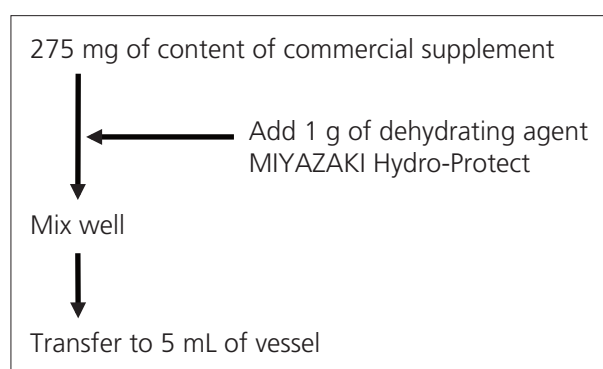 275 mg of content of commercial supplement
Add 1 g of dehydrating agent
MIYAZAKI Hydro-Protect
Mix well
Transfer to 5 mL of vessel